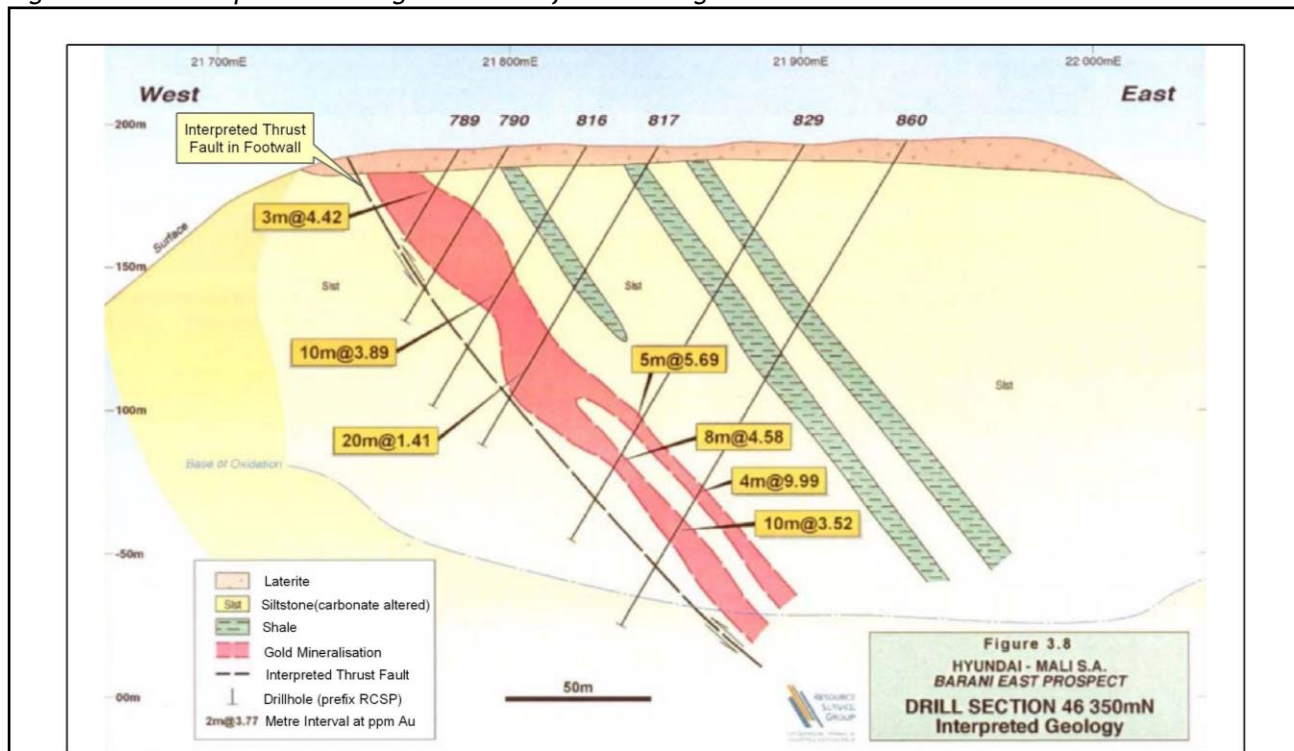 21 700mE
21 800mE
21 900mE
22 000mE
West
East
200m
789
790
816
817
829
860
Interpreted Thrust
Fault in Footwall
3m@4.42
Surface
150m
Slst
Slst
10m@3.89
5m@5.69
Slst
100m
20m@1.41
8m@4.58
Base of Oxidation
4m@9.99
10m@3.52
-50m
Laterite
Slst
Siltstone(carbonate altered)
Shale
Gold Mineralisation
Interpreted Thrust Fault
Drillhole (prefix RCSP)
2m@3.77
Metre Interval at ppm Au
00m
50m
RESOURCE
SERVICE
GROUP
Figure 3.8
HYUNDAI - MALI S.A.
BARANI EAST PROSPECT
DRILL SECTION 46 350mN
Interpreted Geology